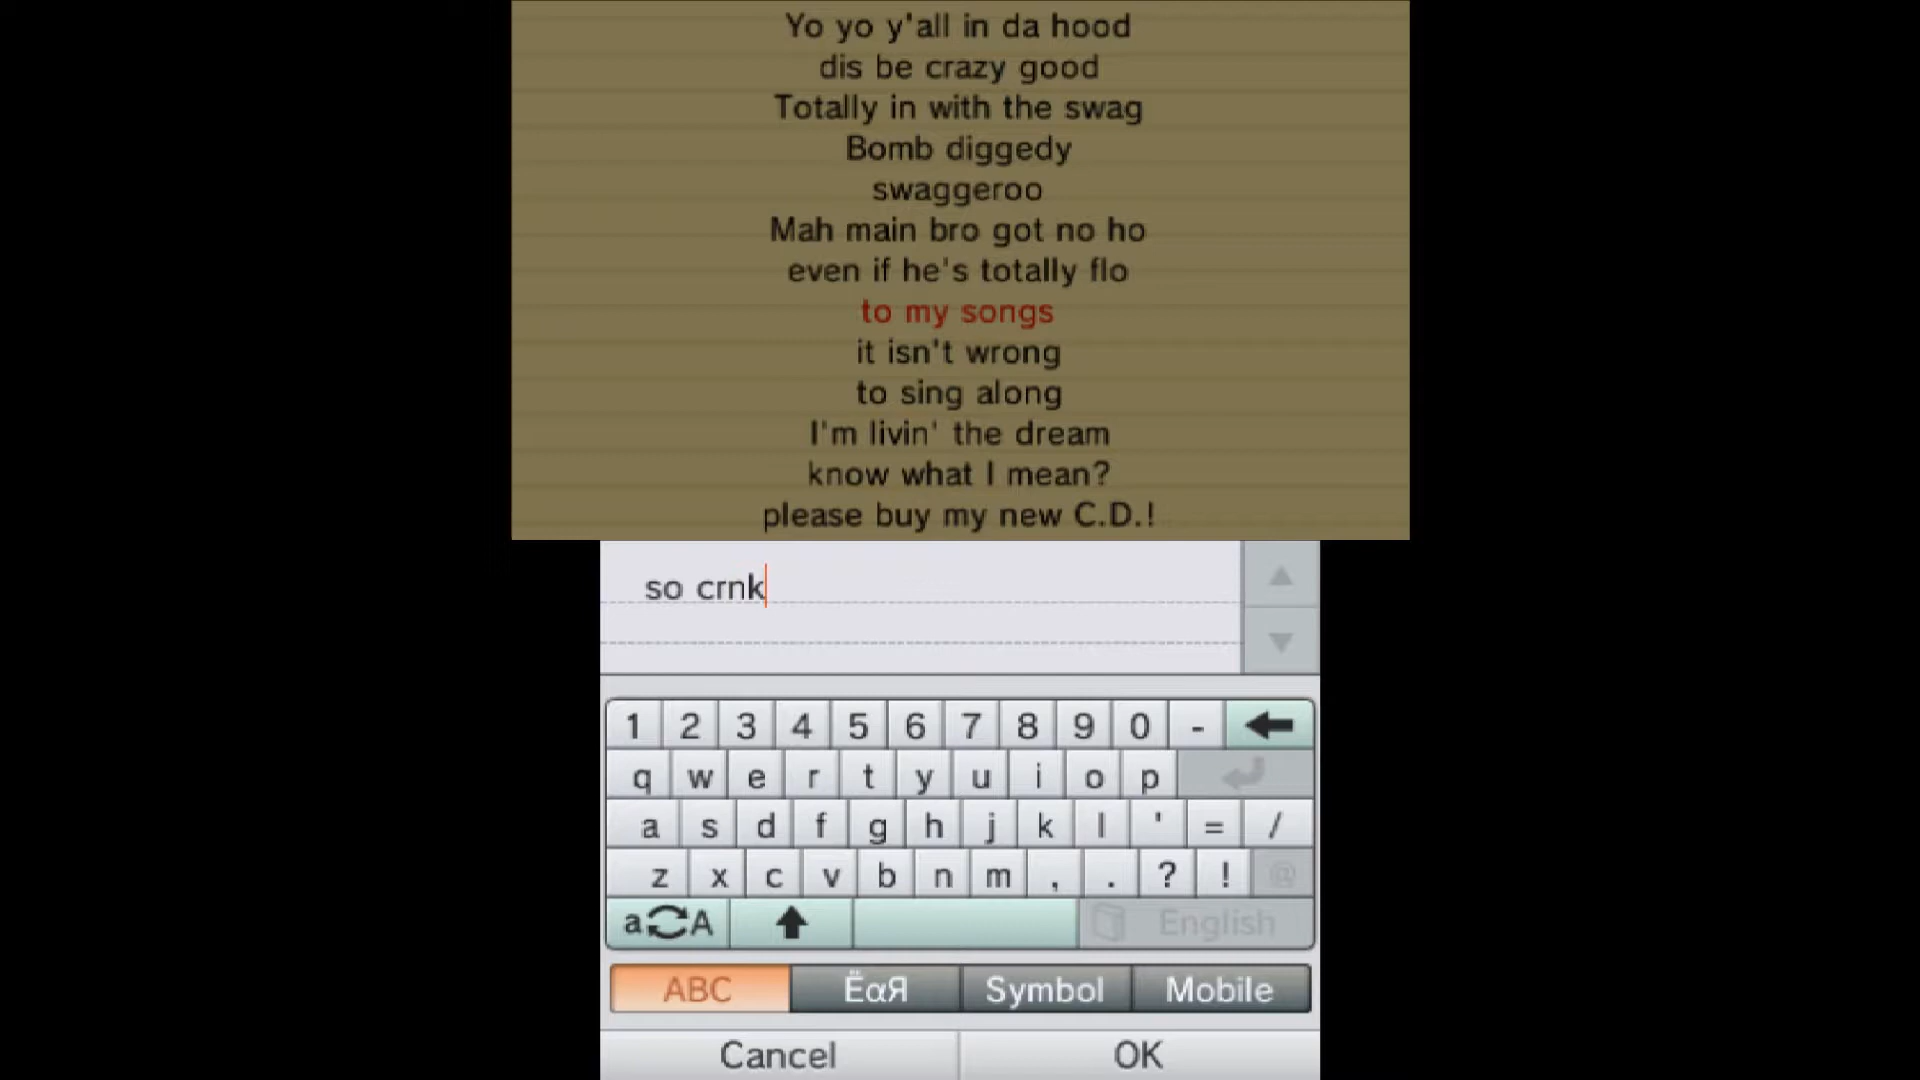 Yo yo y'all in da hood
dis be crazy good
Totally in with the swag
Bomb diggedy
swaggeroo
Mah main bro got no ho
even if he's totally flo
to my songs
it isn't wrong
to sing along
I'm livin' the dream
know what I mean?
please buy my new C.D.!
so crnk
1 2 3 4 5 6 7 8 9 0 -
q w e r t y u i o p
a s d f g h j k l ' = /
z x c v b n m , . ? ! @
a A English
ABC ËαЯ Symbol Mobile
Cancel OK